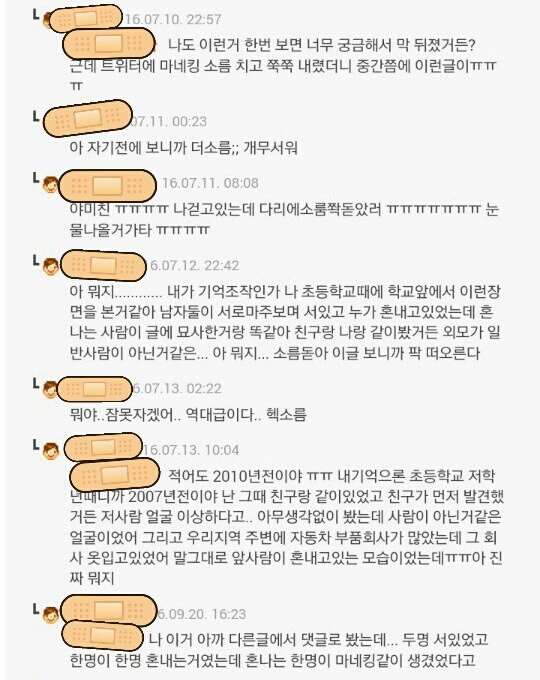 16.07.10. 22:57
나도 이런거 한번 보면 너무 궁금해서 막 뒤졌거든?
근데 트위터에 마네킹 소름 치고 쭉쭉 내렸더니 중간쯤에 이런글이ㅠㅠ
ㅠ
07.11. 00:23
아 자기전에 보니까 더소름;; 개무서워
16.07.11. 08:08
야미친 ㅠㅠㅠㅠ 나걷고있는데 다리에소룸쫙돋았러 ㅠㅠㅠㅠㅠㅠㅠ 눈
물나올거가타 ㅠㅠㅠㅠ
6.07.12. 22:42
아 뭐지............ 내가 기억조작인가 나 초등학교때에 학교앞에서 이런장
면을 본거같아 남자둘이 서로마주보며 서있고 누가 혼내고있었는데 혼
나는 사람이 글에 묘사한거랑 똑같아 친구랑 나랑 같이봤거든 외모가 일
반사람이 아닌거같은... 아 뭐지... 소름돋아 이글 보니까 팍 떠오른다
6.07.13. 02:22
뭐야..잠못자겠어.. 역대급이다.. 헥소름
16.07.13. 10:04
적어도 2010년전이야 ㅠㅠ 내기억으론 초등학교 저학
년때니까 2007년전이야 난 그때 친구랑 같이있었고 친구가 먼저 발견했
거든 저사람 얼굴 이상하다고.. 아무생각없이 봤는데 사람이 아닌거같은
얼굴이었어 그리고 우리지역 주변에 자동차 부품회사가 많았는데 그 회
사 옷입고있었어 말그대로 앞사람이 혼내고있는 모습이었는데ㅠㅠ아 진
짜 뭐지
6.09.20. 16:23
나 이거 아까 다른글에서 댓글로 봤는데... 두명 서있었고
한명이 한명 혼내는거였는데 혼나는 한명이 마네킹같이 생겼었다고